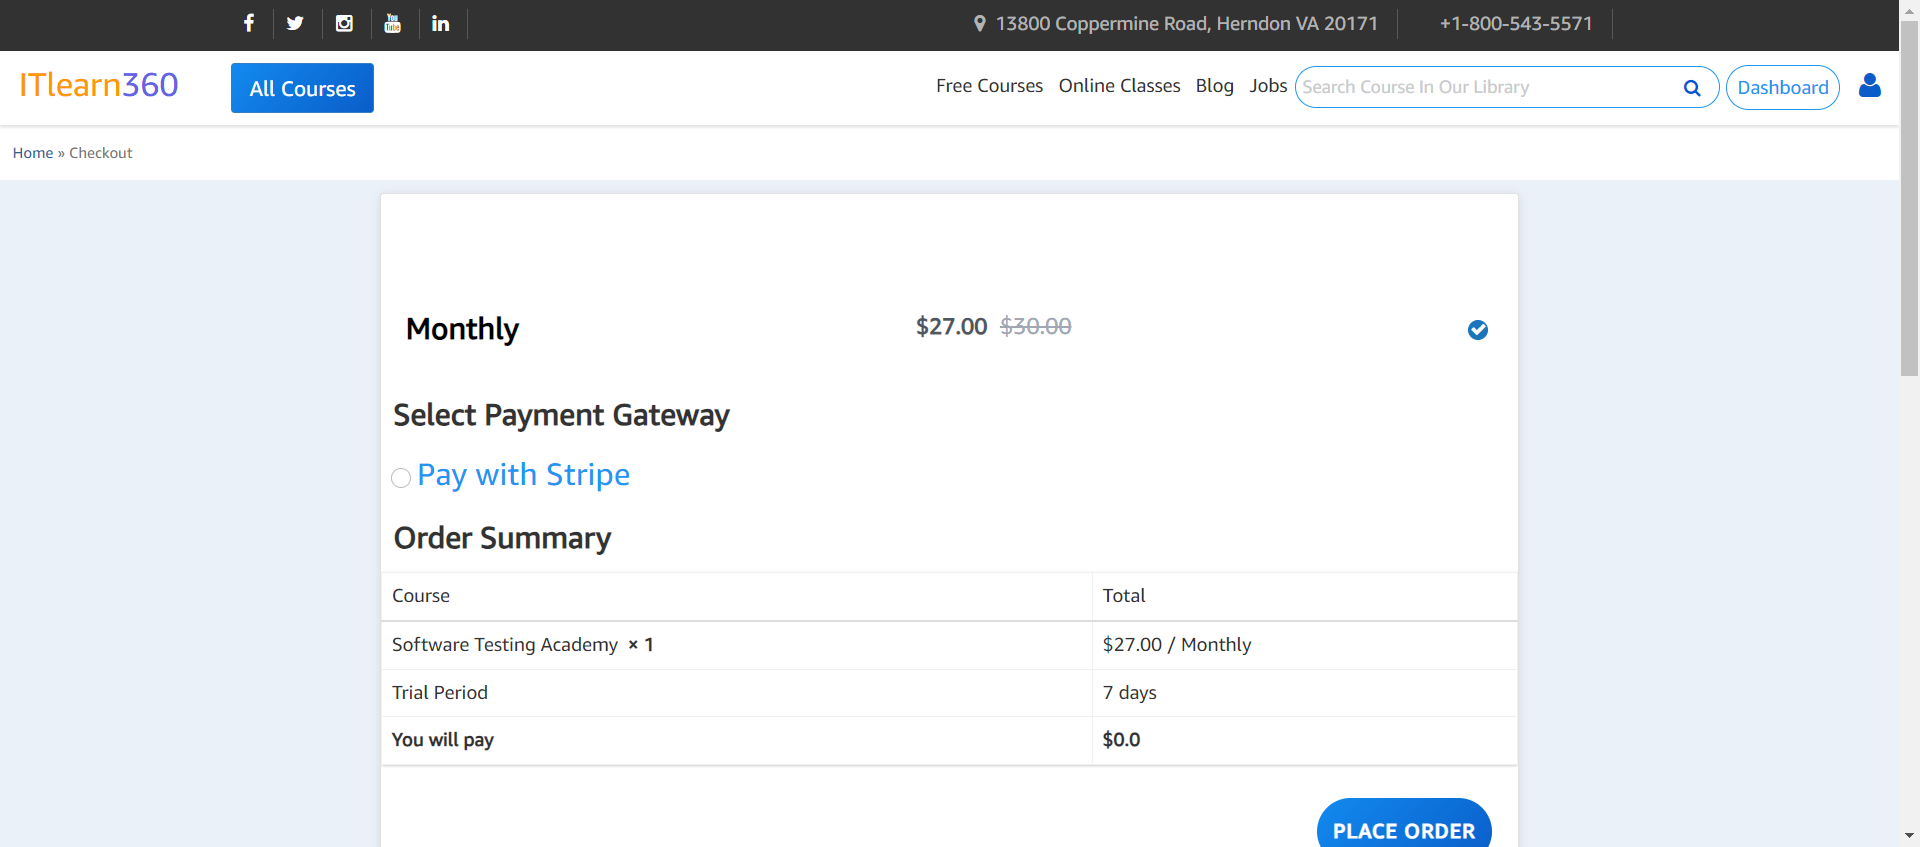 13800 Coppermine Road, Herndon VA 20171
+1-800-543-5571
ITlearn360
All Courses
Free Courses
Online Classes
Blog
Jobs
Search Course In Our Library
Dashboard
Home » Checkout
Monthly
$27.00 $30.00
Select Payment Gateway
Pay with Stripe
Order Summary
Course
Total
Software Testing Academy × 1
$27.00 / Monthly
Trial Period
7 days
You will pay
$0.0
PLACE ORDER